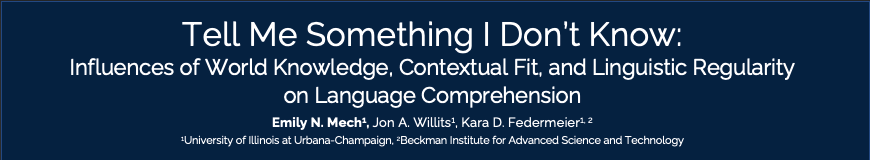 Tell Me Something I Don’t Know:
Influences of World Knowledge, Contextual Fit, and Linguistic Regularity
on Language Comprehension
Emily N. Mech¹, Jon A. Willits¹, Kara D. Federmeier¹, ²
¹University of Illinois at Urbana-Champaign, ²Beckman Institute for Advanced Science and Technology